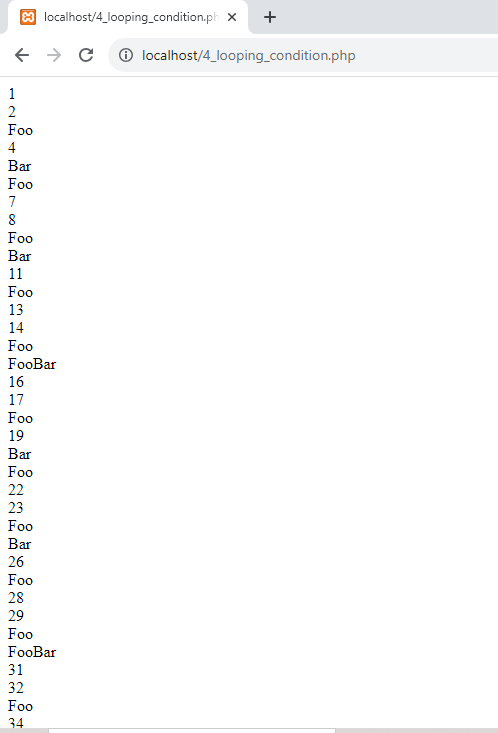 localhost/4_looping_condition.ph
localhost/4_looping_condition.php
1
2
Foo
4
Bar
Foo
7
8
Foo
Bar
11
Foo
13
14
Foo
FooBar
16
17
Foo
19
Bar
Foo
22
23
Foo
Bar
26
Foo
28
29
Foo
FooBar
31
32
Foo
34